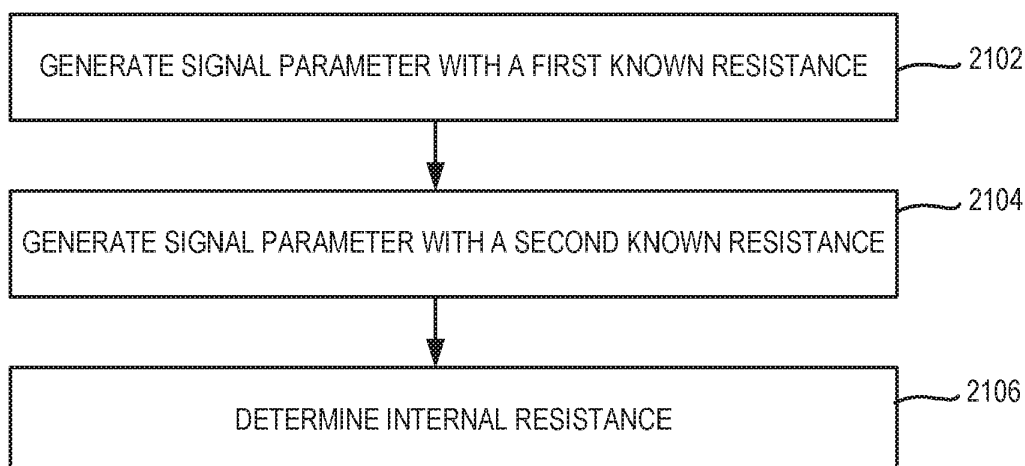 GENERATE SIGNAL PARAMETER WITH A FIRST KNOWN RESISTANCE
2102
GENERATE SIGNAL PARAMETER WITH A SECOND KNOWN RESISTANCE
2104
DETERMINE INTERNAL RESISTANCE
2106